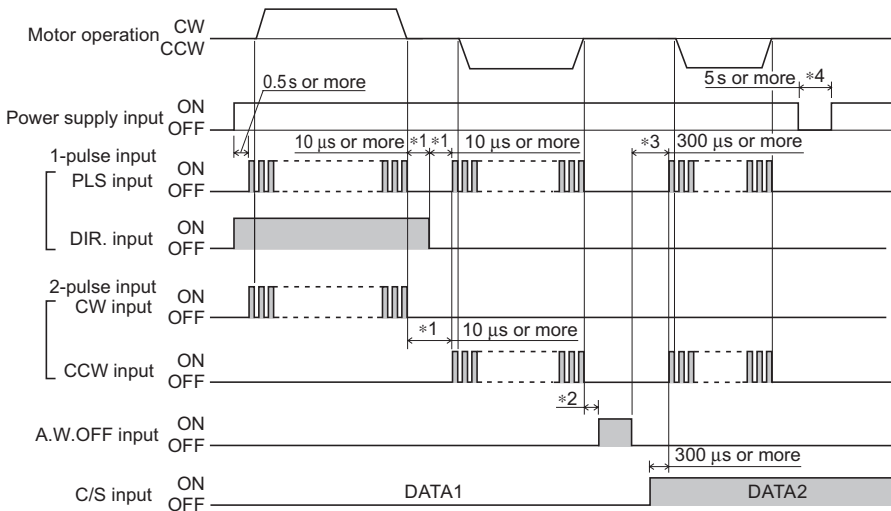 Motor operation CW
CCW
0.5 s or more
5 s or more *4
Power supply input ON
OFF
10 µs or more *1 *1 10 µs or more *3 300 µs or more
1-pulse input
PLS input ON
OFF
DIR. input ON
OFF
2-pulse input
CW input ON
OFF
*1 10 µs or more
CCW input ON
OFF
*2
A.W.OFF input ON
OFF
300 µs or more
C/S input ON
OFF
DATA1 DATA2